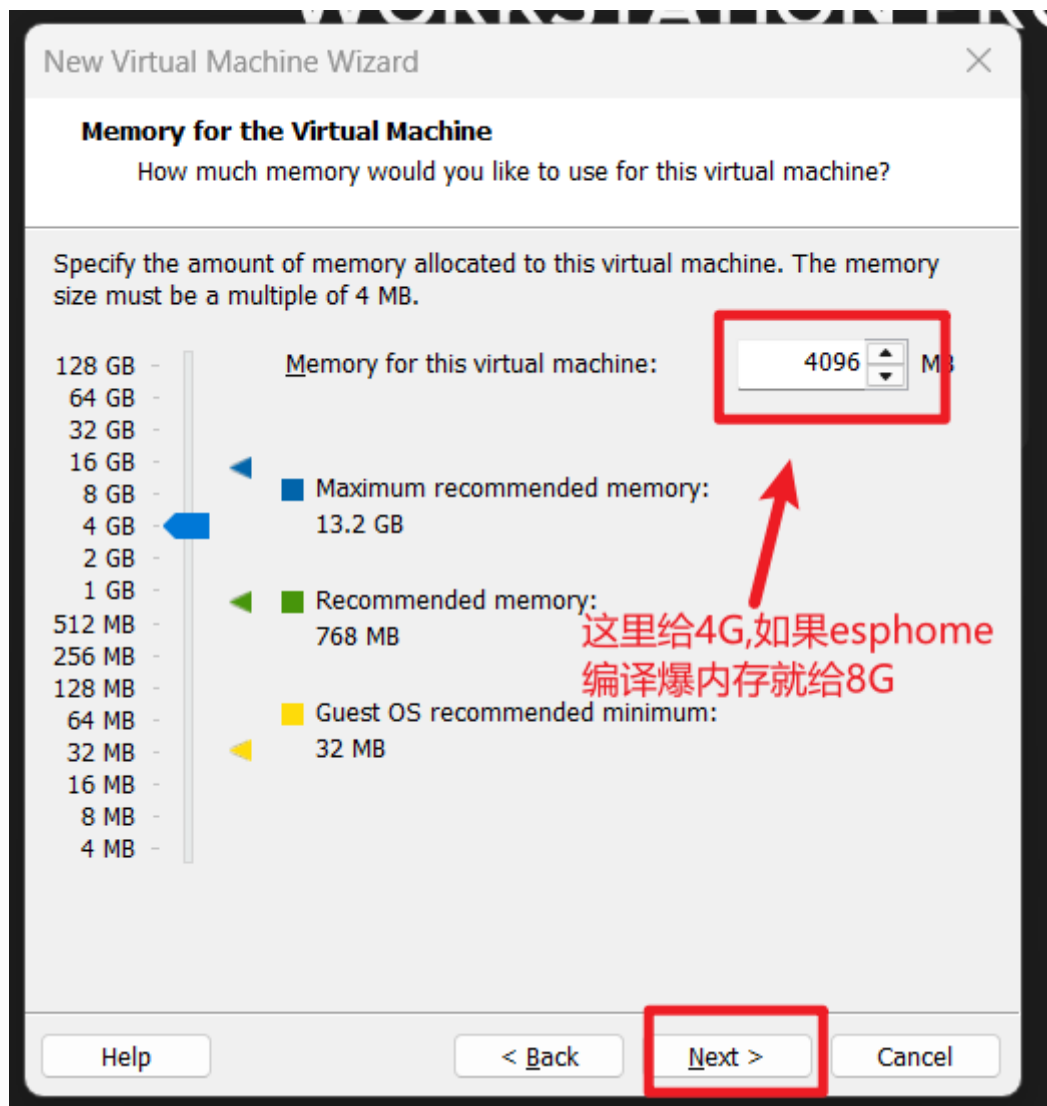 WORKSTATION PRO
New Virtual Machine Wizard
Memory for the Virtual Machine
How much memory would you like to use for this virtual machine?
Specify the amount of memory allocated to this virtual machine. The memory
size must be a multiple of 4 MB.
Memory for this virtual machine:
4096
MB
128 GB
64 GB
32 GB
16 GB
8 GB
4 GB
2 GB
1 GB
512 MB
256 MB
128 MB
64 MB
32 MB
16 MB
8 MB
4 MB
Maximum recommended memory:
13.2 GB
Recommended memory:
768 MB
这里给4G,如果esphome
编译爆内存就给8G
Guest OS recommended minimum:
32 MB
Help
< Back
Next >
Cancel